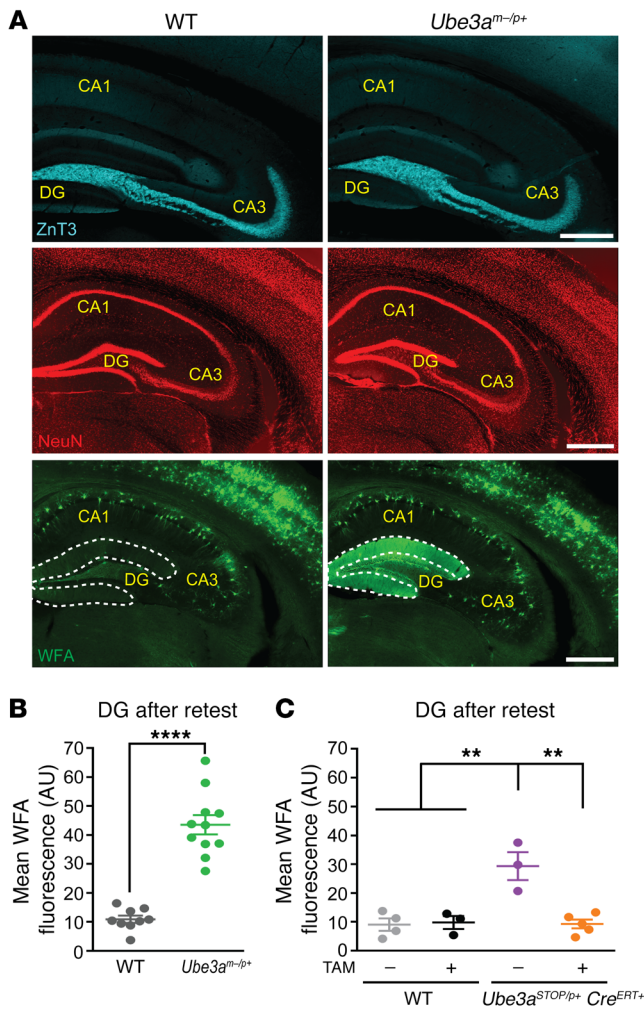 A
WT
Ube3a^m–/p+
CA1
DG
CA3
ZnT3
CA1
DG
CA3
CA1
DG
CA3
NeuN
CA1
DG
CA3
CA1
DG
CA3
WFA
CA1
DG
CA3
B
DG after retest
****
Mean WFA
fluorescence (AU)
70
60
50
40
30
20
10
0
WT
Ube3a^m–/p+
C
DG after retest
**
**
Mean WFA
fluorescence (AU)
70
60
50
40
30
20
10
0
TAM – + – +
WT
Ube3a^STOP/p+ Cre^ERT+